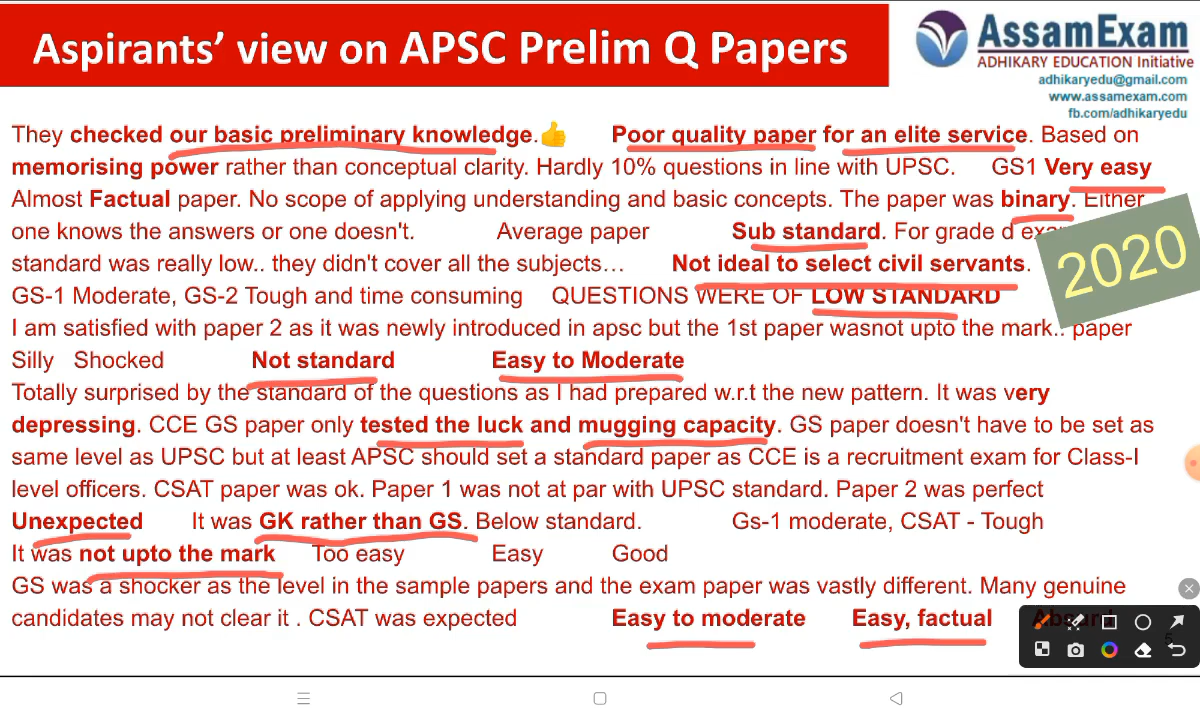 Aspirants’ view on APSC Prelim Q Papers
AssamExam
ADHIKARY EDUCATION Initiative
adhikaryedu@gmail.com
www.assamexam.com
fb.com/adhikaryedu
They checked our basic preliminary knowledge.👍 Poor quality paper for an elite service. Based on
memorising power rather than conceptual clarity. Hardly 10% questions in line with UPSC. GS1 Very easy
Almost Factual paper. No scope of applying understanding and basic concepts. The paper was binary. Either
one knows the answers or one doesn't. Average paper Sub standard. For grade d
standard was really low.. they didn't cover all the subjects… Not ideal to select civil servants.
2020
GS-1 Moderate, GS-2 Tough and time consuming QUESTIONS WERE OF LOW STANDARD
I am satisfied with paper 2 as it was newly introduced in apsc but the 1st paper wasnot upto the mark.. paper
Silly Shocked Not standard Easy to Moderate
Totally surprised by the standard of the questions as I had prepared w.r.t the new pattern. It was very
depressing. CCE GS paper only tested the luck and mugging capacity. GS paper doesn't have to be set as
same level as UPSC but at least APSC should set a standard paper as CCE is a recruitment exam for Class-I
level officers. CSAT paper was ok. Paper 1 was not at par with UPSC standard. Paper 2 was perfect
Unexpected It was GK rather than GS. Below standard. Gs-1 moderate, CSAT - Tough
It was not upto the mark Too easy Easy Good
GS was a shocker as the level in the sample papers and the exam paper was vastly different. Many genuine
candidates may not clear it . CSAT was expected Easy to moderate Easy, factual
5